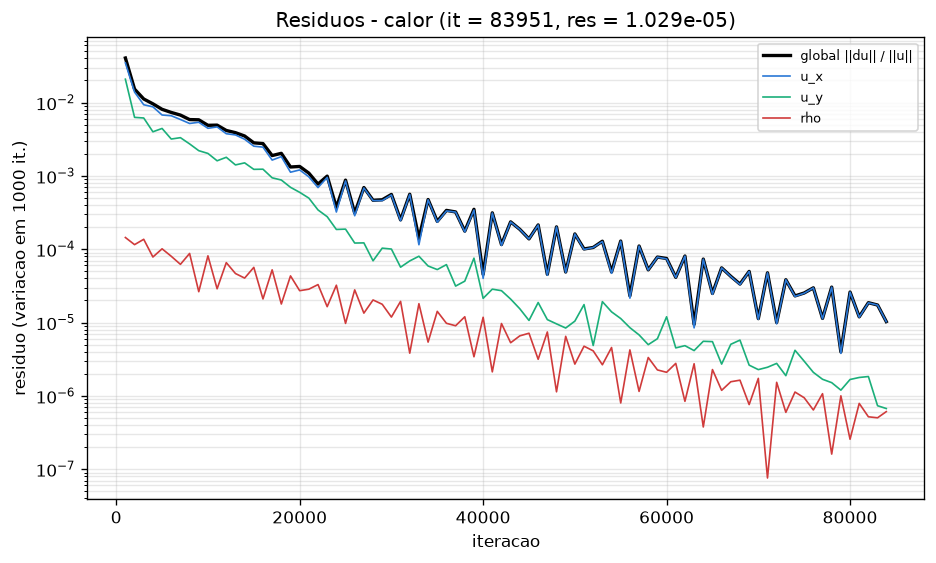 Residuos - calor (it = 83951, res = 1.029e-05)
global ||du|| / ||u||
u_x
u_y
rho
residuo (variacao em 1000 it.)
10⁻²
10⁻³
10⁻⁴
10⁻⁵
10⁻⁶
10⁻⁷
0 20000 40000 60000 80000
iteracao